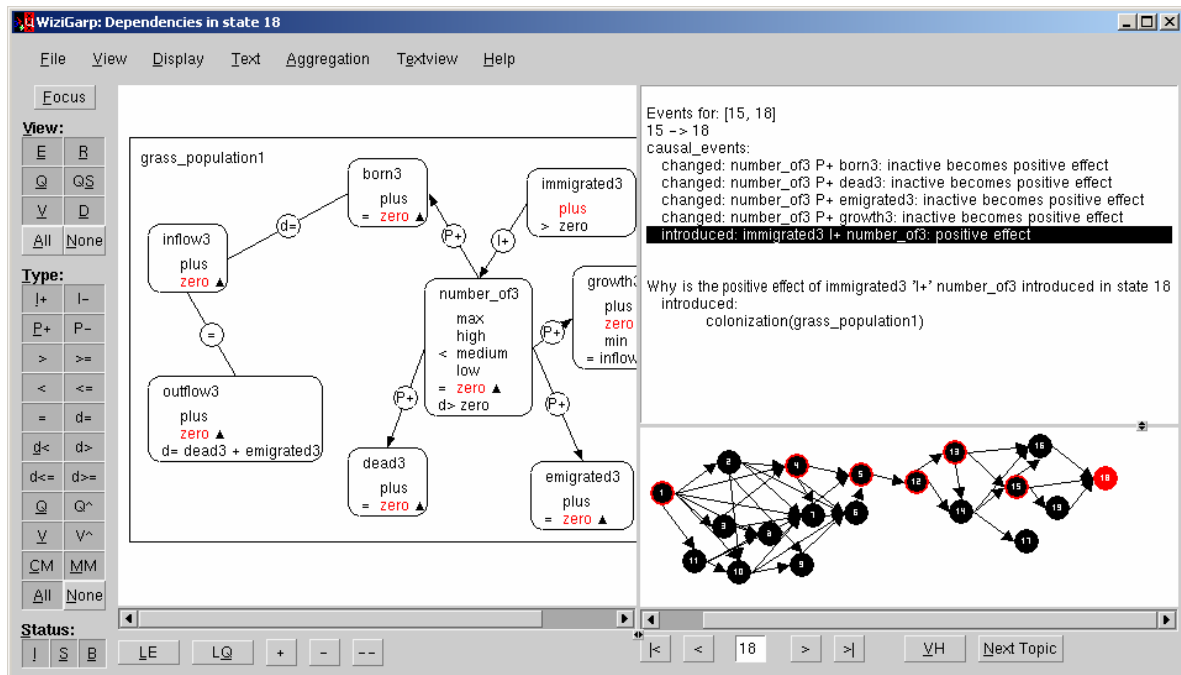 WiziGarp: Dependencies in state 18
File View Display Text Aggregation Textview Help
Focus
View:
E R
Q QS
V D
All None
Type:
I+ I-
P+ P-
> >=
< <=
= d=
d< d>
d<= d>=
Q Q^
V V^
CM MM
All None
Status:
I S B
grass_population1
born3
plus
= zero ▲
immigrated3
plus
> zero
d=
P+
I+
inflow3
plus
zero ▲
=
number_of3
max
high
< medium
low
= zero ▲
d> zero
growth3
plus
zero
min
= inflow
P+
outflow3
plus
zero ▲
d= dead3 + emigrated3
P+
P+
dead3
plus
= zero ▲
emigrated3
plus
= zero ▲
LE LQ + - --
Events for: [15, 18]
15 -> 18
causal_events:
changed: number_of3 P+ born3: inactive becomes positive effect
changed: number_of3 P+ dead3: inactive becomes positive effect
changed: number_of3 P+ emigrated3: inactive becomes positive effect
changed: number_of3 P+ growth3: inactive becomes positive effect
introduced: immigrated3 I+ number_of3: positive effect
Why is the positive effect of immigrated3 'I+' number_of3 introduced in state 18
introduced:
colonization(grass_population1)
1
2
3
4
5
6
7
8
9
10
11
12
13
14
15
16
17
18
19
|< < 18 > >| VH Next Topic